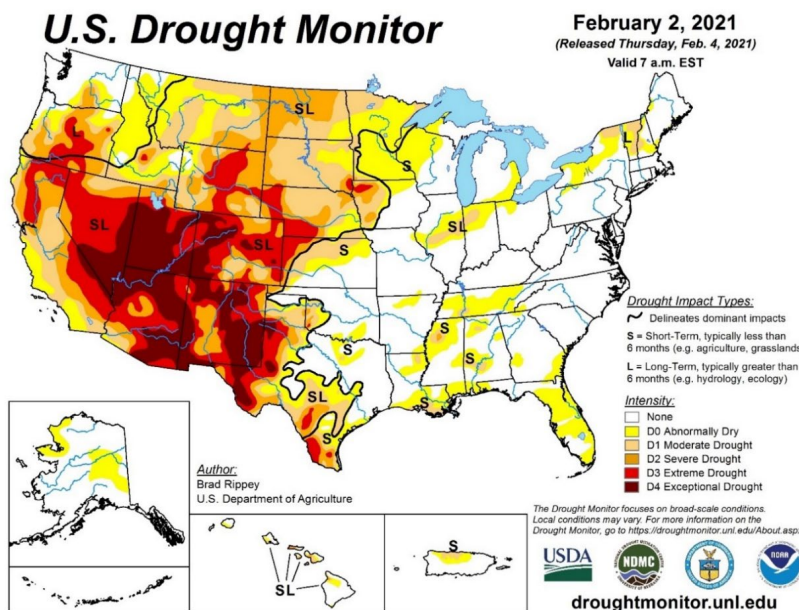 U.S. Drought Monitor
February 2, 2021
(Released Thursday, Feb. 4, 2021)
Valid 7 a.m. EST
SL
L
S
L
SL
SL
S
SL
S
S
S
SL
S
S
Drought Impact Types:
Delineates dominant impacts
S = Short-Term, typically less than
6 months (e.g. agriculture, grasslands
L = Long-Term, typically greater than
6 months (e.g. hydrology, ecology)
Intensity:
None
D0 Abnormally Dry
D1 Moderate Drought
D2 Severe Drought
D3 Extreme Drought
D4 Exceptional Drought
Author:
Brad Rippey
U.S. Department of Agriculture
SL
S
The Drought Monitor focuses on broad-scale conditions.
Local conditions may vary. For more information on the
Drought Monitor, go to https://droughtmonitor.unl.edu/About.asp
USDA
NDMC
NOAA
droughtmonitor.unl.edu